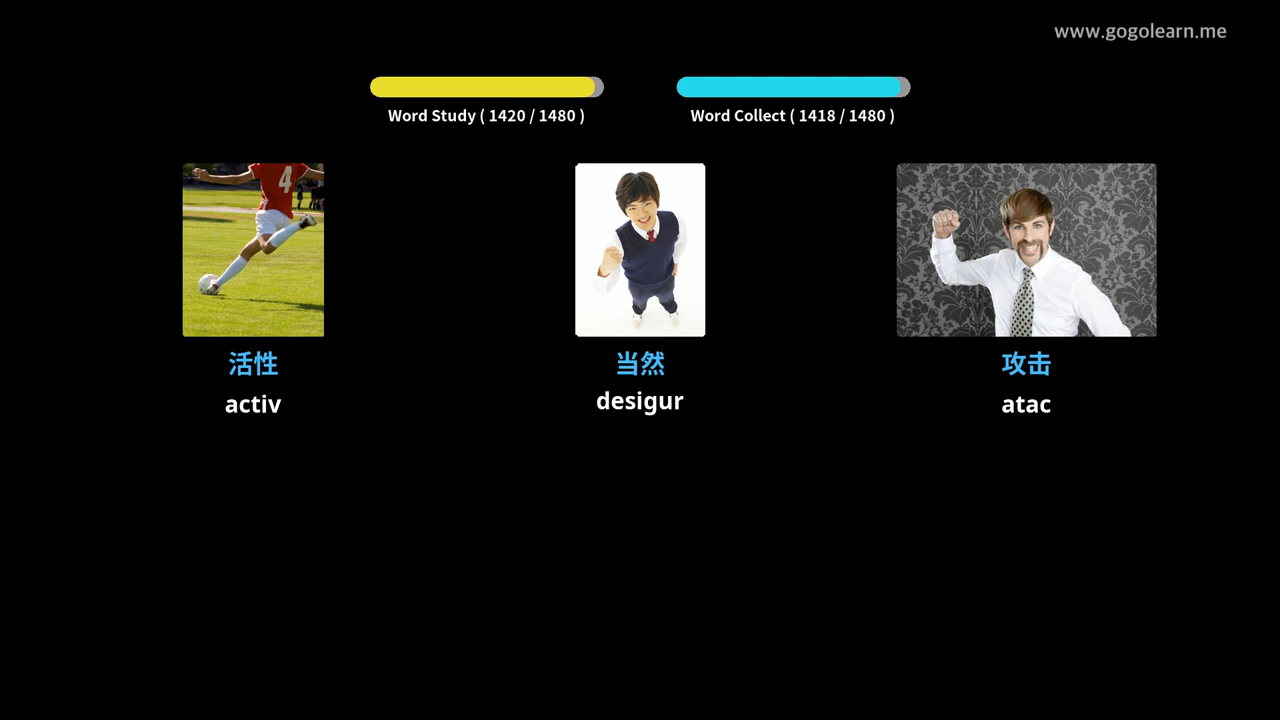 www.gogolearn.me
Word Study ( 1420 / 1480 )
Word Collect ( 1418 / 1480 )
4
活性
当然
攻击
activ
desigur
atac